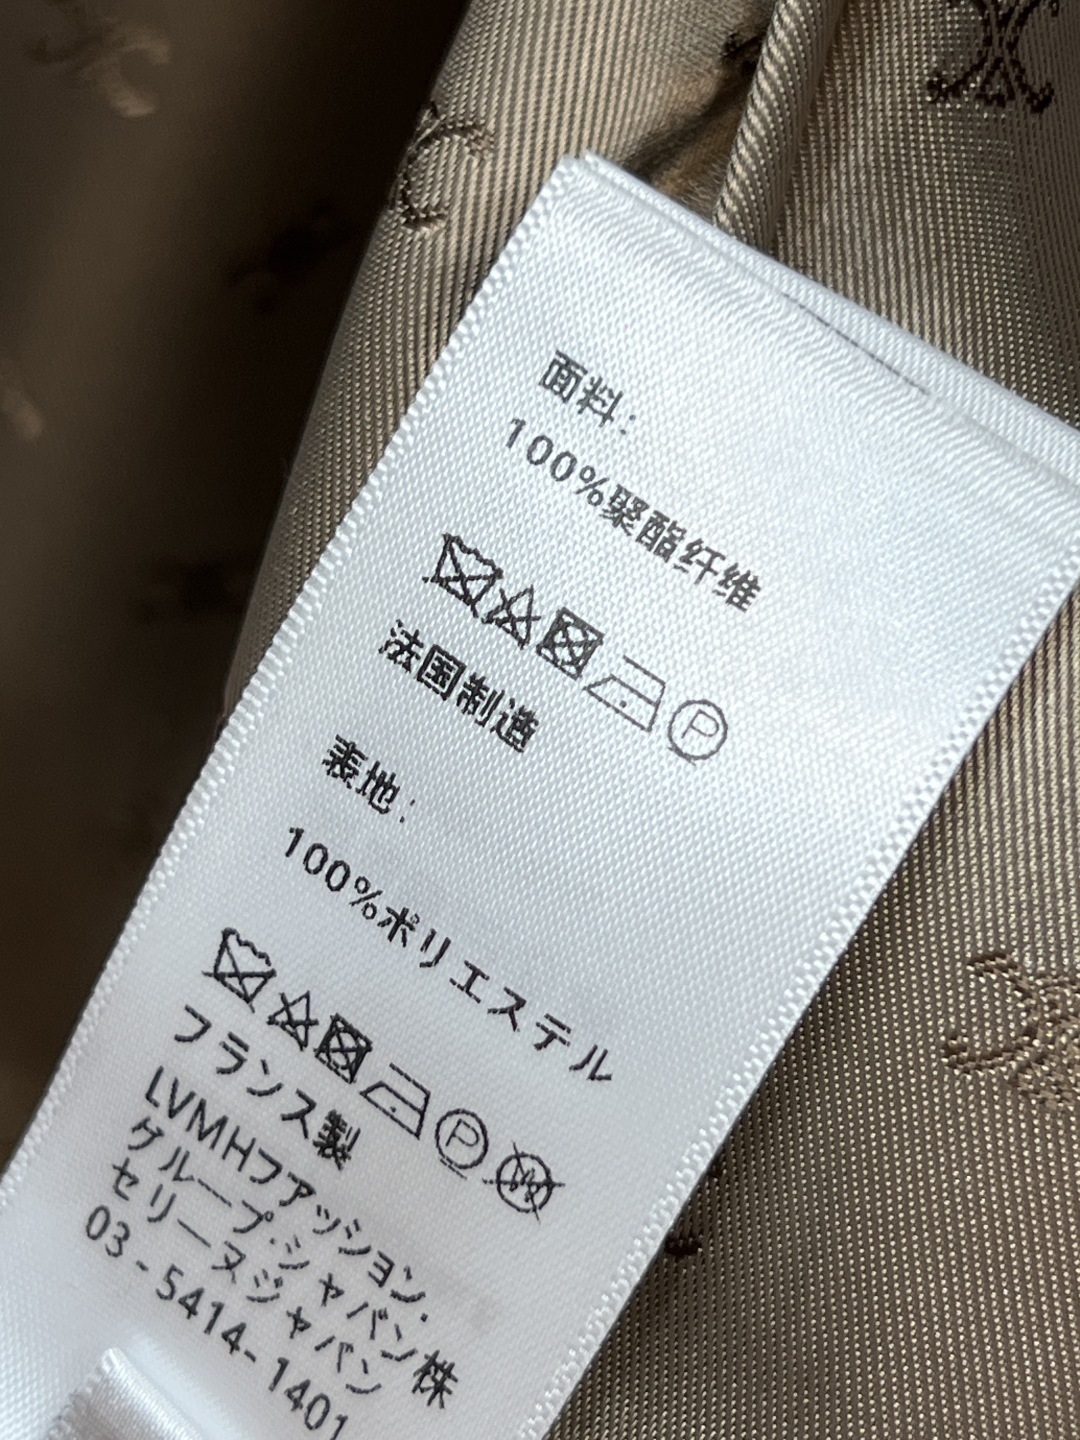 面料:
100%聚酯纤维
P
法国制造
表地:
100%ポリエステル
P W
フランス製
LVMHファッション.
グループ.ジャパン株
セリーヌジャパン
03-5414-1401